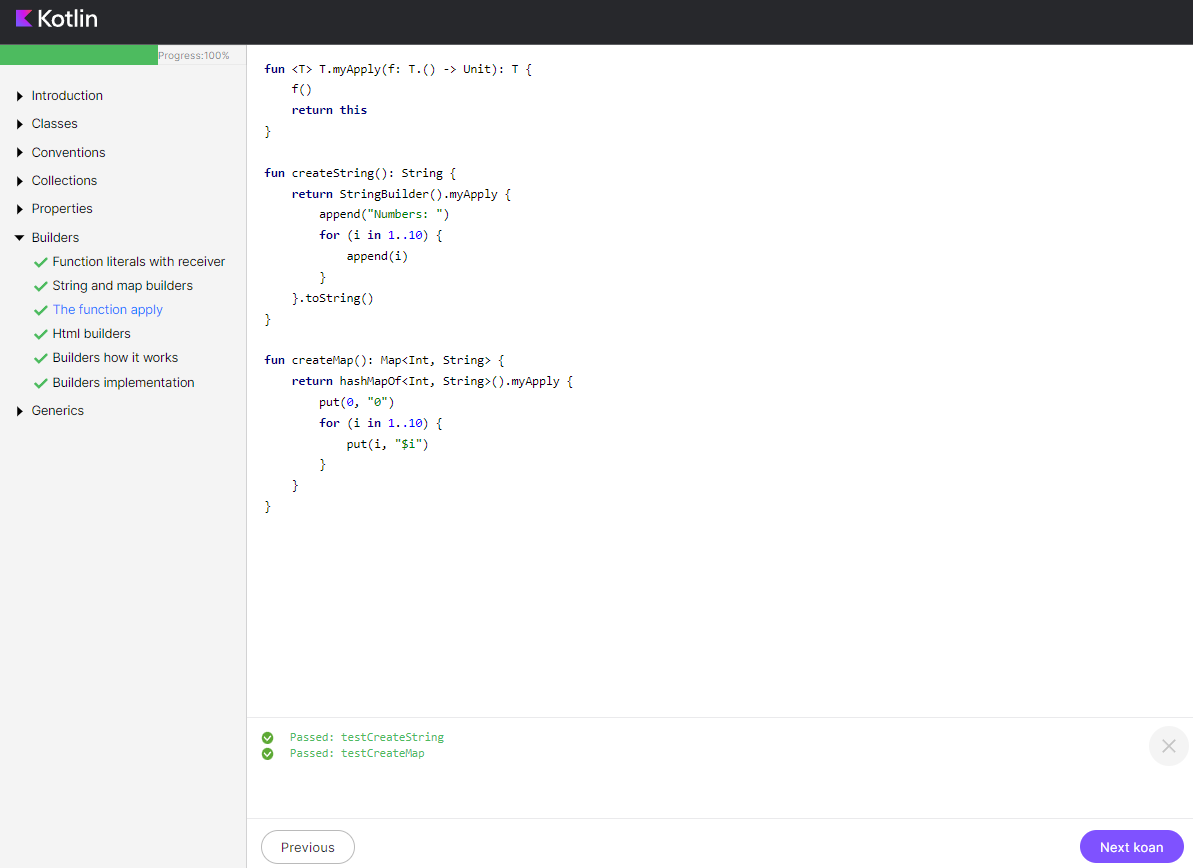 Kotlin
Progress:100%
Introduction
Classes
Conventions
Collections
Properties
Builders
Function literals with receiver
String and map builders
The function apply
Html builders
Builders how it works
Builders implementation
Generics
fun <T> T.myApply(f: T.() -> Unit): T {
    f()
    return this
}

fun createString(): String {
    return StringBuilder().myApply {
        append("Numbers: ")
        for (i in 1..10) {
            append(i)
        }
    }.toString()
}

fun createMap(): Map<Int, String> {
    return hashMapOf<Int, String>().myApply {
        put(0, "0")
        for (i in 1..10) {
            put(i, "$i")
        }
    }
}
Passed: testCreateString
Passed: testCreateMap
Previous
Next koan